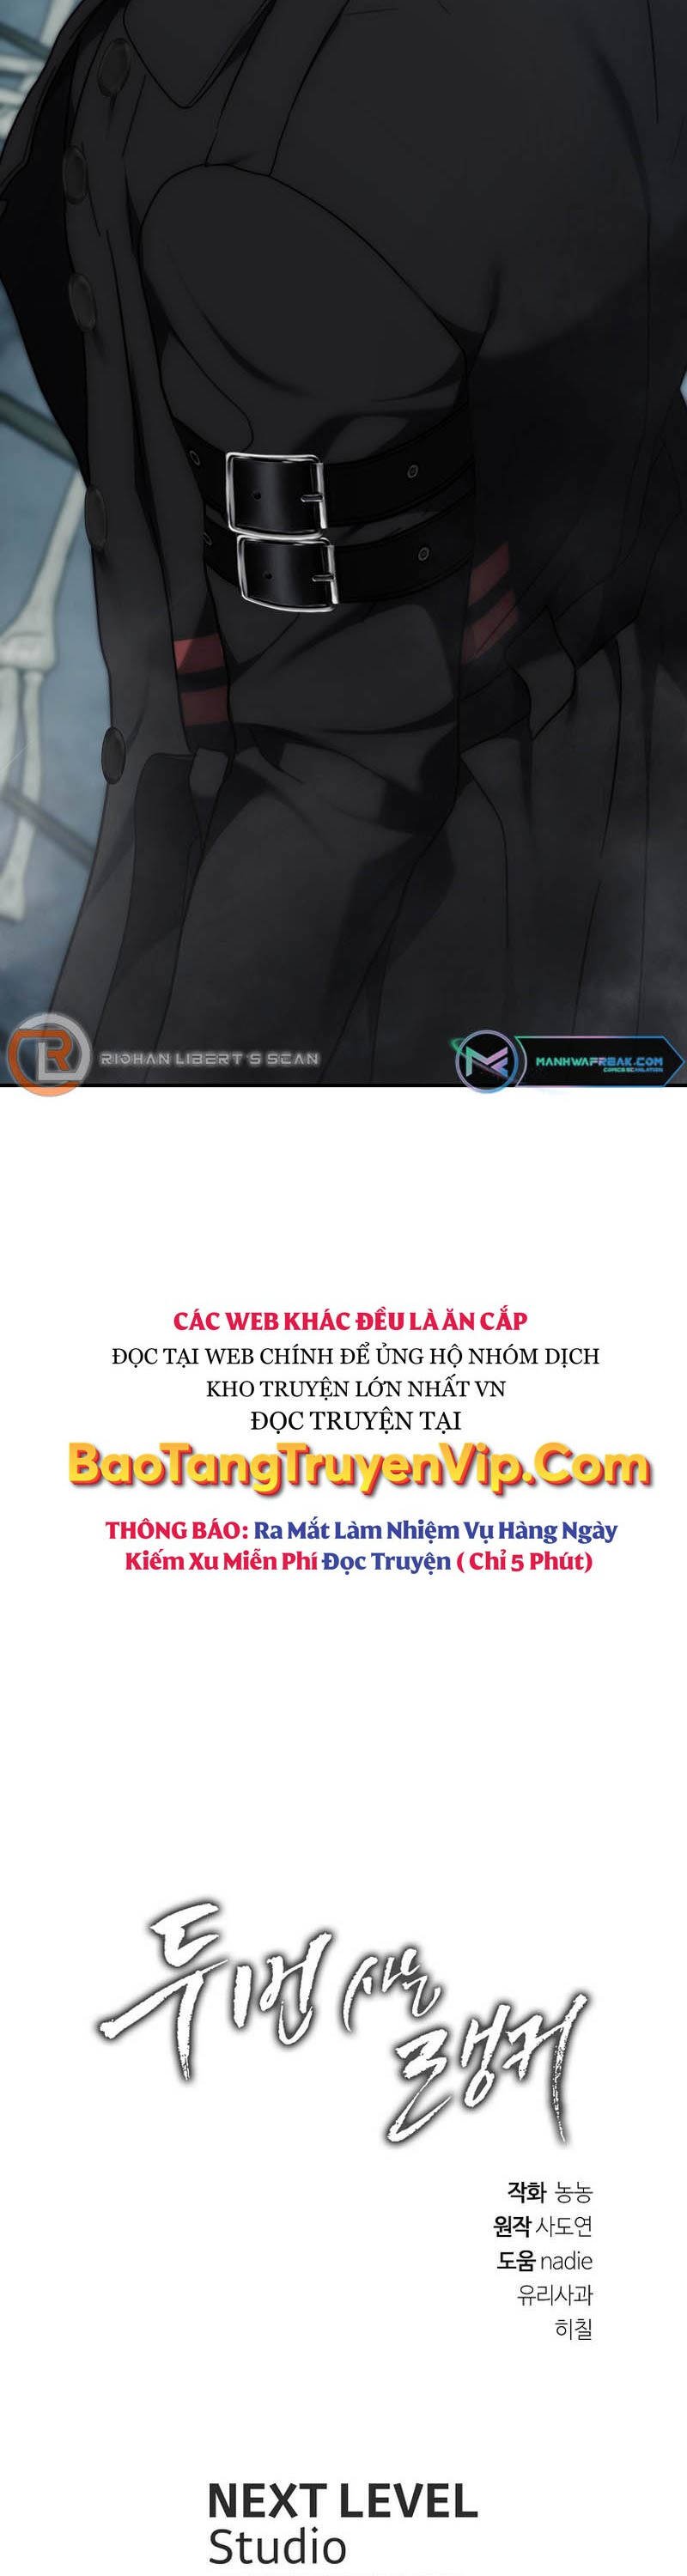 RIOHAN LIBERT'S SCAN
MANHWAFREAK.COM
COMICS SCANLATION
CÁC WEB KHÁC ĐỀU LÀ ĂN CẮP
ĐỌC TẠI WEB CHÍNH ĐỂ ỦNG HỘ NHÓM DỊCH
KHO TRUYỆN LỚN NHẤT VN
ĐỌC TRUYỆN TẠI
BaoTangTruyenVip.Com
THÔNG BÁO: Ra Mắt Làm Nhiệm Vụ Hàng Ngày
Kiếm Xu Miễn Phí Đọc Truyện ( Chỉ 5 Phút)
두 번 사는
랭커
작화 농농
원작 사도연
도움 nadie
유리사과
히칠
NEXT LEVEL
Studio